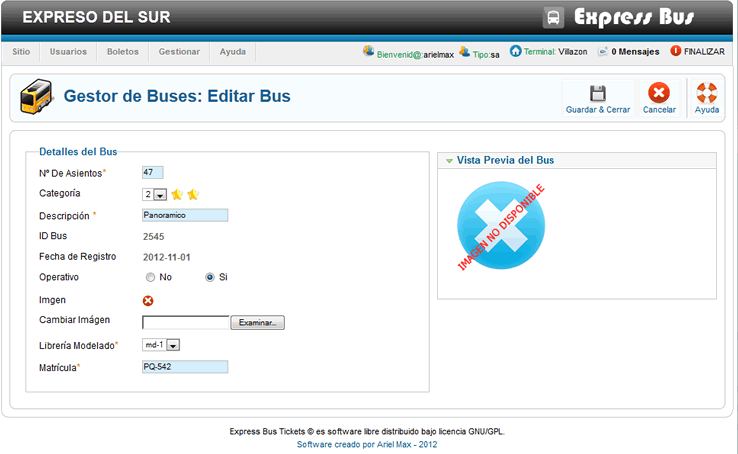 EXPRESO DEL SUR Express Bus
Sitio Usuarios Boletos Gestionar Ayuda Bienvenid@:arielmax Tipo:sa Terminal: Villazon 0 Mensajes FINALIZAR
Gestor de Buses: Editar Bus Guardar & Cerrar Cancelar Ayuda
Detalles del Bus
Nº De Asientos* 47
Categoría 2
Descripción * Panoramico
ID Bus 2545
Fecha de Registro 2012-11-01
Operativo No Si
Imgen
Cambiar Imágen Examinar...
Librería Modelado* md-1
Matrícula* PQ-542
Vista Previa del Bus
IMAGEN NO DISPONIBLE
Express Bus Tickets © es software libre distribuido bajo licencia GNU/GPL.
Software creado por Ariel Max - 2012